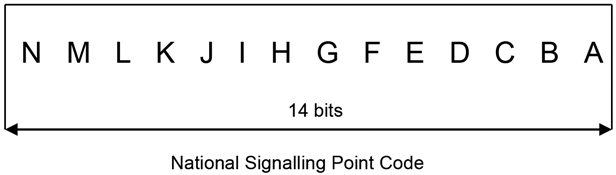 N M L K J I H G F E D C B A
14 bits
National Signalling Point Code